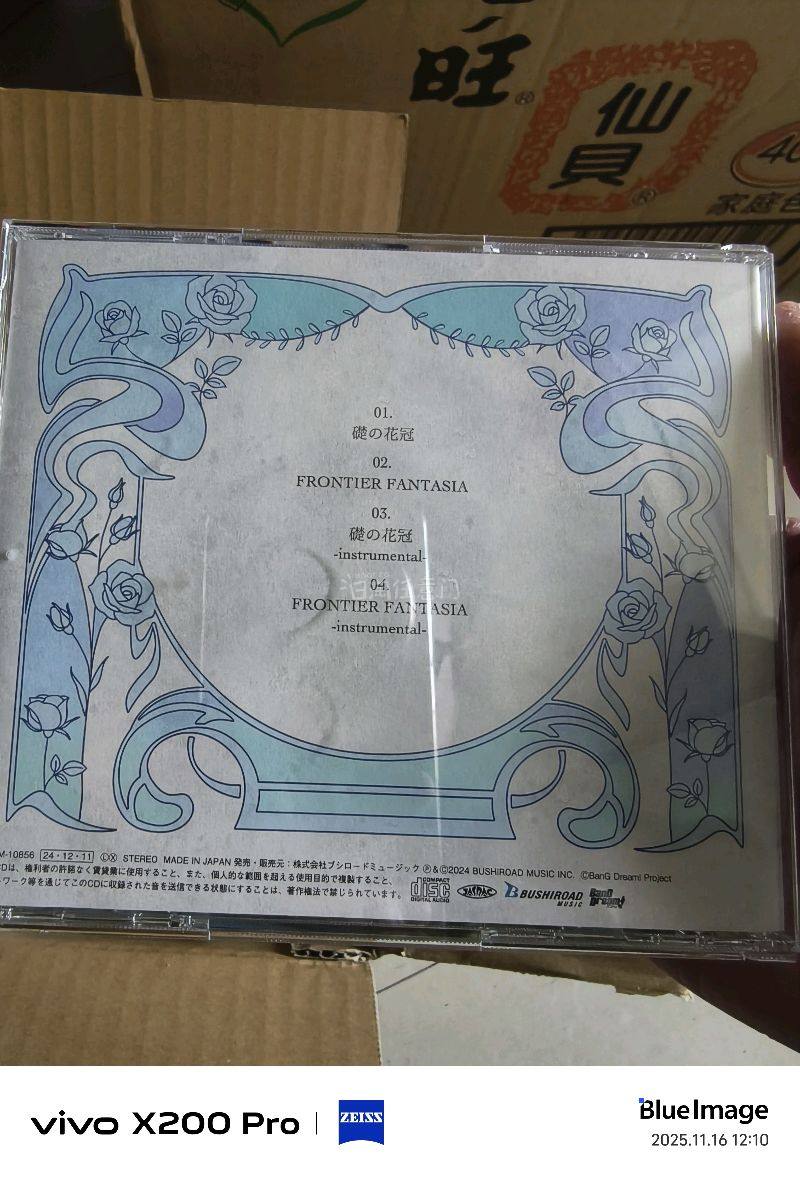 旺®
仙貝®
40
家庭
01.
礎の花冠
02.
FRONTIER FANTASIA
03.
礎の花冠
-instrumental-
04.
FRONTIER FANTASIA
-instrumental-
M-10856 24・12・11 STEREO MADE IN JAPAN 発売・販売元：株式会社ブシロードミュージック Ⓟ&©2024 BUSHIROAD MUSIC INC. ©BanG Dream! Project
CDは、権利者の許諾なく賃貸業に使用すること、また、個人的な範囲を超える使用目的で複製すること、
ワーク等を通じてこのCDに収録された音を送信できる状態にすることは、著作権法で禁じられています。
COMPACT
disc
DIGITAL AUDIO
JASRAC
BUSHIROAD
MUSIC
BanG
Dream!
vivo X200 Pro | ZEISS
BlueImage
2025.11.16 12:10